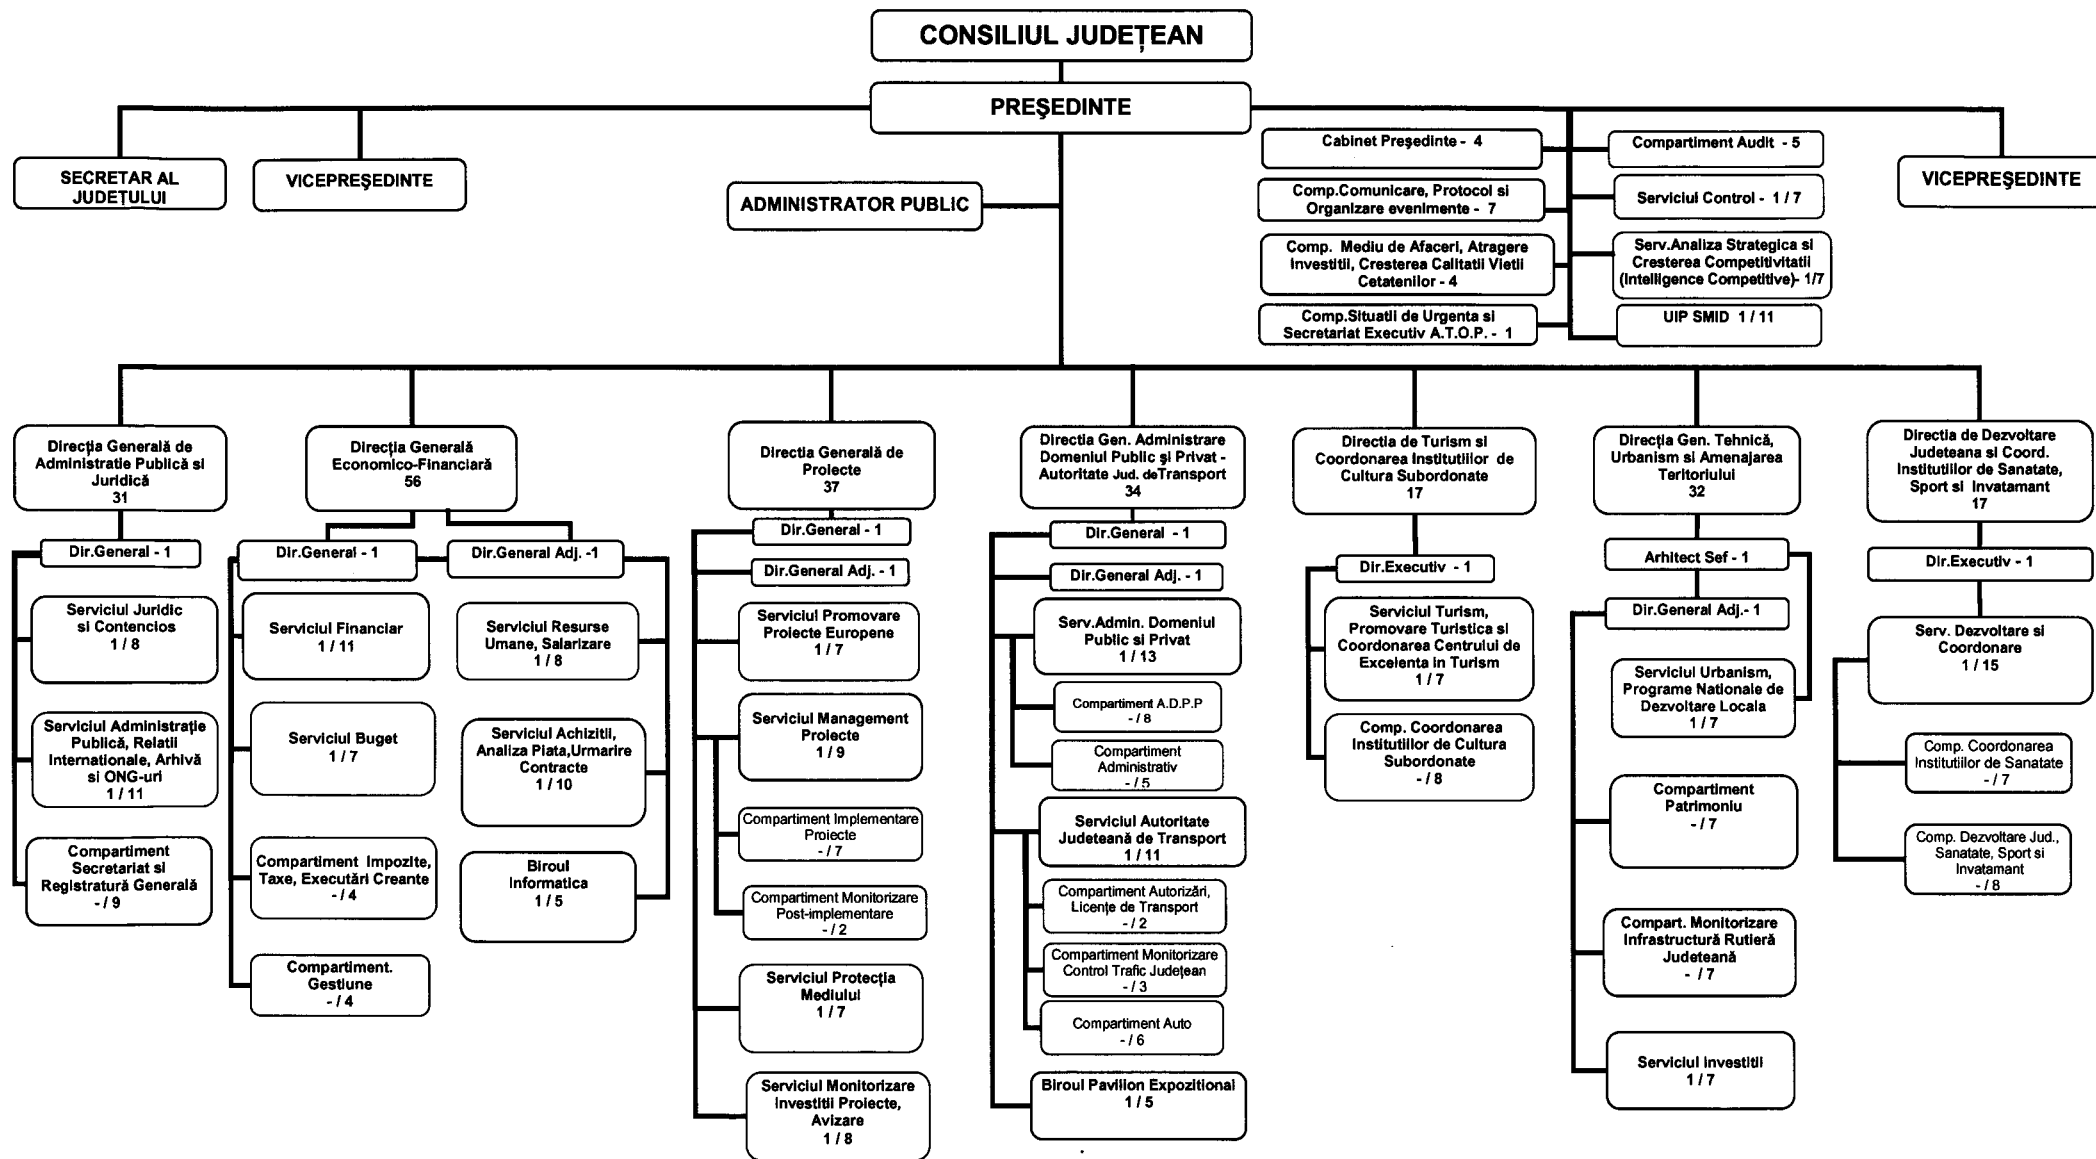 CONSILIUL JUDEȚEAN
PREŞEDINTE
SECRETAR AL
JUDEȚULUI
VICEPREŞEDINTE
ADMINISTRATOR PUBLIC
Cabinet Preşedinte - 4
Comp.Comunicare, Protocol si
Organizare evenimente - 7
Comp. Mediu de Afaceri, Atragere
Investitii, Cresterea Calitatii Vietii
Cetatenilor - 4
Comp.Situatii de Urgenta si
Secretariat Executiv A.T.O.P. - 1
Compartiment Audit - 5
Serviciul Control - 1 / 7
Serv.Analiza Strategica si
Cresterea Competitivitatii
(Intelligence Competitive)- 1/7
UIP SMID 1 / 11
VICEPREŞEDINTE
Direcția Generală de
Administratie Publică si
Juridică
31
Dir.General - 1
Serviciul Juridic
si Contencios
1 / 8
Serviciul Administrație
Publică, Relatii
Internationale, Arhivă
si ONG-uri
1 / 11
Compartiment
Secretariat si
Registratură Generală
- / 9
Direcția Generală
Economico-Financiară
56
Dir.General - 1
Serviciul Financiar
1 / 11
Serviciul Buget
1 / 7
Compartiment Impozite,
Taxe, Executări Creante
- / 4
Compartiment.
Gestiune
- / 4
Dir.General Adj. -1
Serviciul Resurse
Umane, Salarizare
1 / 8
Serviciul Achizitii,
Analiza Piata,Urmarire
Contracte
1 / 10
Biroul
Informatica
1 / 5
Direcția Generală de
Proiecte
37
Dir.General - 1
Dir.General Adj. - 1
Serviciul Promovare
Proiecte Europene
1 / 7
Serviciul Management
Proiecte
1 / 9
Compartiment Implementare
Proiecte
- / 7
Compartiment Monitorizare
Post-implementare
- / 2
Serviciul Protecția
Mediului
1 / 7
Serviciul Monitorizare
Investitii Proiecte,
Avizare
1 / 8
Directia Gen. Administrare
Domeniul Public şi Privat -
Autoritate Jud. deTransport
34
Dir.General - 1
Dir.General Adj. - 1
Serv.Admin. Domeniul
Public si Privat
1 / 13
Compartiment A.D.P.P
- / 8
Compartiment
Administrativ
- / 5
Serviciul Autoritate
Judeteană de Transport
1 / 11
Compartiment Autorizări,
Licențe de Transport
- / 2
Compartiment Monitorizare
Control Trafic Județean
- / 3
Compartiment Auto
- / 6
Biroul Pavilion Expozitional
1 / 5
Directia de Turism si
Coordonarea Institutiilor de
Cultura Subordonate
17
Dir.Executiv - 1
Serviciul Turism,
Promovare Turistica si
Coordonarea Centrului de
Excelenta in Turism
1 / 7
Comp. Coordonarea
Institutiilor de Cultura
Subordonate
- / 8
Direcția Gen. Tehnică,
Urbanism si Amenajarea
Teritoriului
32
Arhitect Sef - 1
Dir.General Adj.- 1
Serviciul Urbanism,
Programe Nationale de
Dezvoltare Locala
1 / 7
Compartiment
Patrimoniu
- / 7
Compart. Monitorizare
Infrastructură Rutieră
Judeteană
- / 7
Serviciul Investitii
1 / 7
Directia de Dezvoltare
Judeteana si Coord.
Institutiilor de Sanatate,
Sport si Invatamant
17
Dir.Executiv - 1
Serv. Dezvoltare si
Coordonare
1 / 15
Comp. Coordonarea
Institutiilor de Sanatate
- / 7
Comp. Dezvoltare Jud.,
Sanatate, Sport si
Invatamant
- / 8